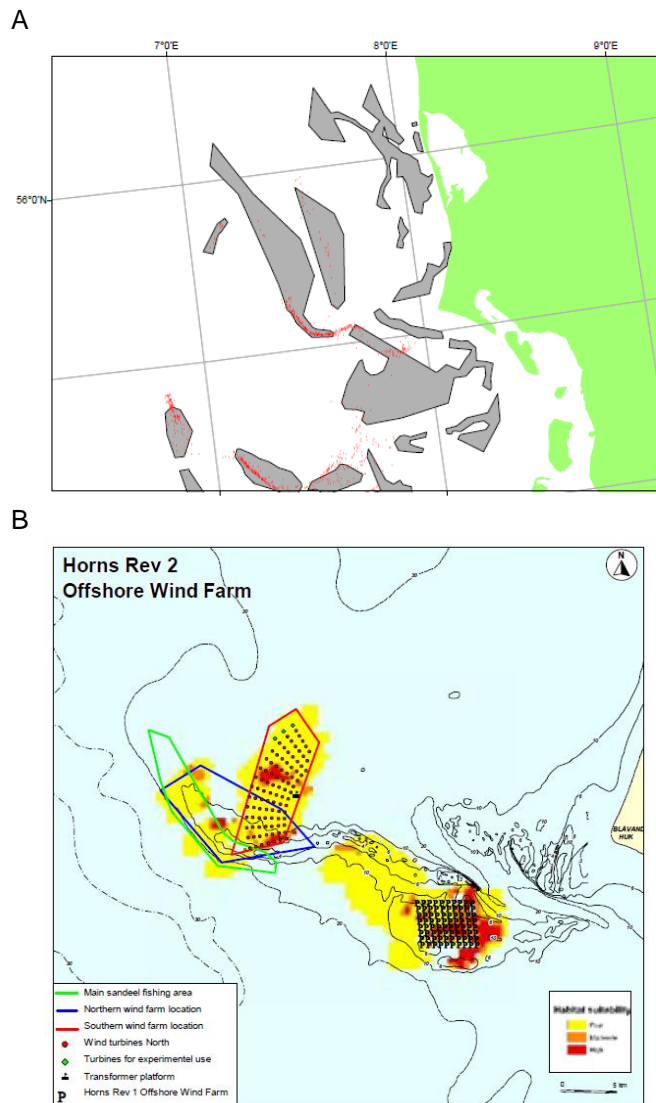 A
7°0'E 8°0'E 9°0'E
56°0'N
B
Horns Rev 2
Offshore Wind Farm
N
BLÅVAND
HUK
Main sandeel fishing area
Northern wind farm location
Southern wind farm location
Wind turbines North
Turbines for experimentel use
Transformer platform
P Horns Rev 1 Offshore Wind Farm
Habitat suitability
Poor
Moderate
High
0 5 km